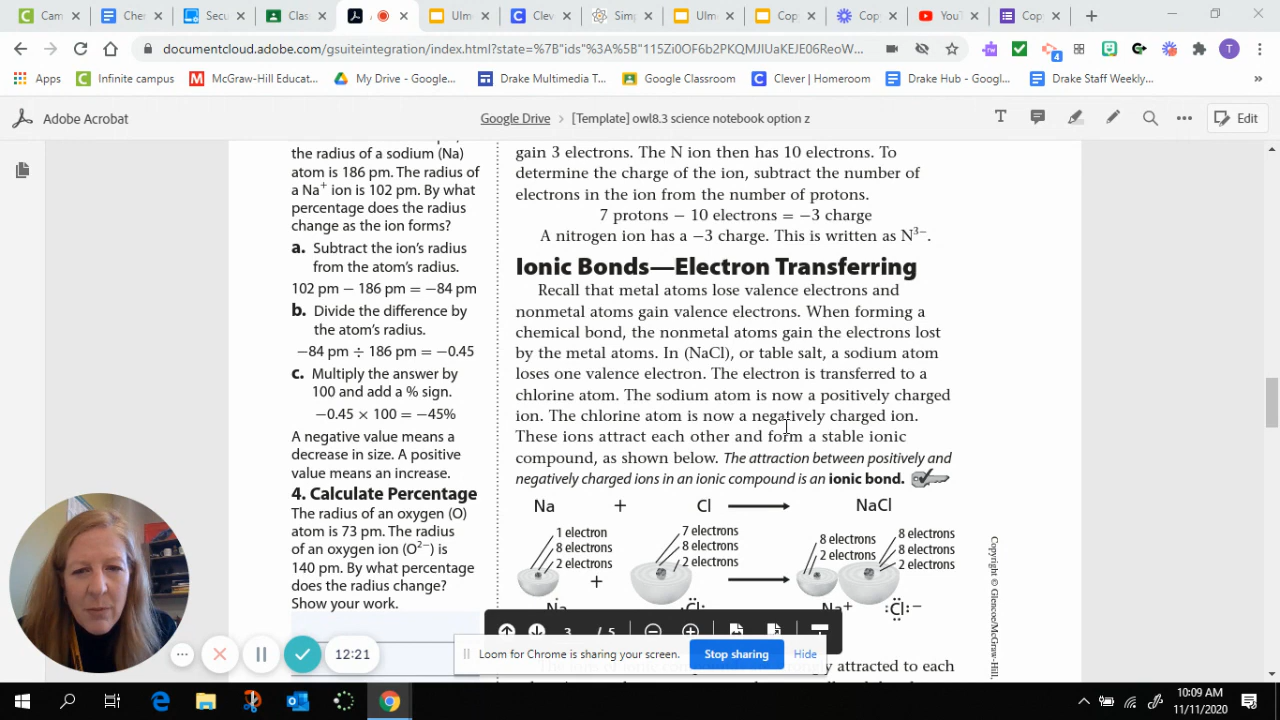 Cam
Cher
Secu
Class
Ulm
Clev
Simp
Ulm
Cop
Cop
YouT
Cop
documentcloud.adobe.com/gsuiteintegration/index.html?state=%7B"ids"%3A%5B"115Zi0OF6b2PKQMJIUaKEJE06ReoW...
4
T
Apps
Infinite campus
McGraw-Hill Educat...
My Drive - Google...
Drake Multimedia T...
Google Classroom
Clever | Homeroom
Drake Hub - Googl...
Drake Staff Weekly...
»
Adobe Acrobat
Google Drive > [Template] owl8.3 science notebook option z
Edit
the radius of a sodium (Na)
atom is 186 pm. The radius of
a Na+ ion is 102 pm. By what
percentage does the radius
change as the ion forms?
a. Subtract the ion's radius
from the atom's radius.
102 pm − 186 pm = −84 pm
b. Divide the difference by
the atom's radius.
−84 pm ÷ 186 pm = −0.45
c. Multiply the answer by
100 and add a % sign.
−0.45 × 100 = −45%
A negative value means a
decrease in size. A positive
value means an increase.
4. Calculate Percentage
The radius of an oxygen (O)
atom is 73 pm. The radius
of an oxygen ion (O2−) is
140 pm. By what percentage
does the radius change?
Show your work.
gain 3 electrons. The N ion then has 10 electrons. To
determine the charge of the ion, subtract the number of
electrons in the ion from the number of protons.
7 protons − 10 electrons = −3 charge
A nitrogen ion has a −3 charge. This is written as N3−.
Ionic Bonds—Electron Transferring
Recall that metal atoms lose valence electrons and
nonmetal atoms gain valence electrons. When forming a
chemical bond, the nonmetal atoms gain the electrons lost
by the metal atoms. In (NaCl), or table salt, a sodium atom
loses one valence electron. The electron is transferred to a
chlorine atom. The sodium atom is now a positively charged
ion. The chlorine atom is now a negatively charged ion.
These ions attract each other and form a stable ionic
compound, as shown below. The attraction between positively and
negatively charged ions in an ionic compound is an ionic bond.
Na + Cl → NaCl
1 electron
8 electrons
2 electrons
+
7 electrons
8 electrons
2 electrons
8 electrons
2 electrons
8 electrons
8 electrons
2 electrons
Na
Cl
Na+
Cl −
Copyright © Glencoe/McGraw-Hill.
3 / 5
12:21
Loom for Chrome is sharing your screen.
Stop sharing
Hide
attracted to each
10:09 AM
11/11/2020